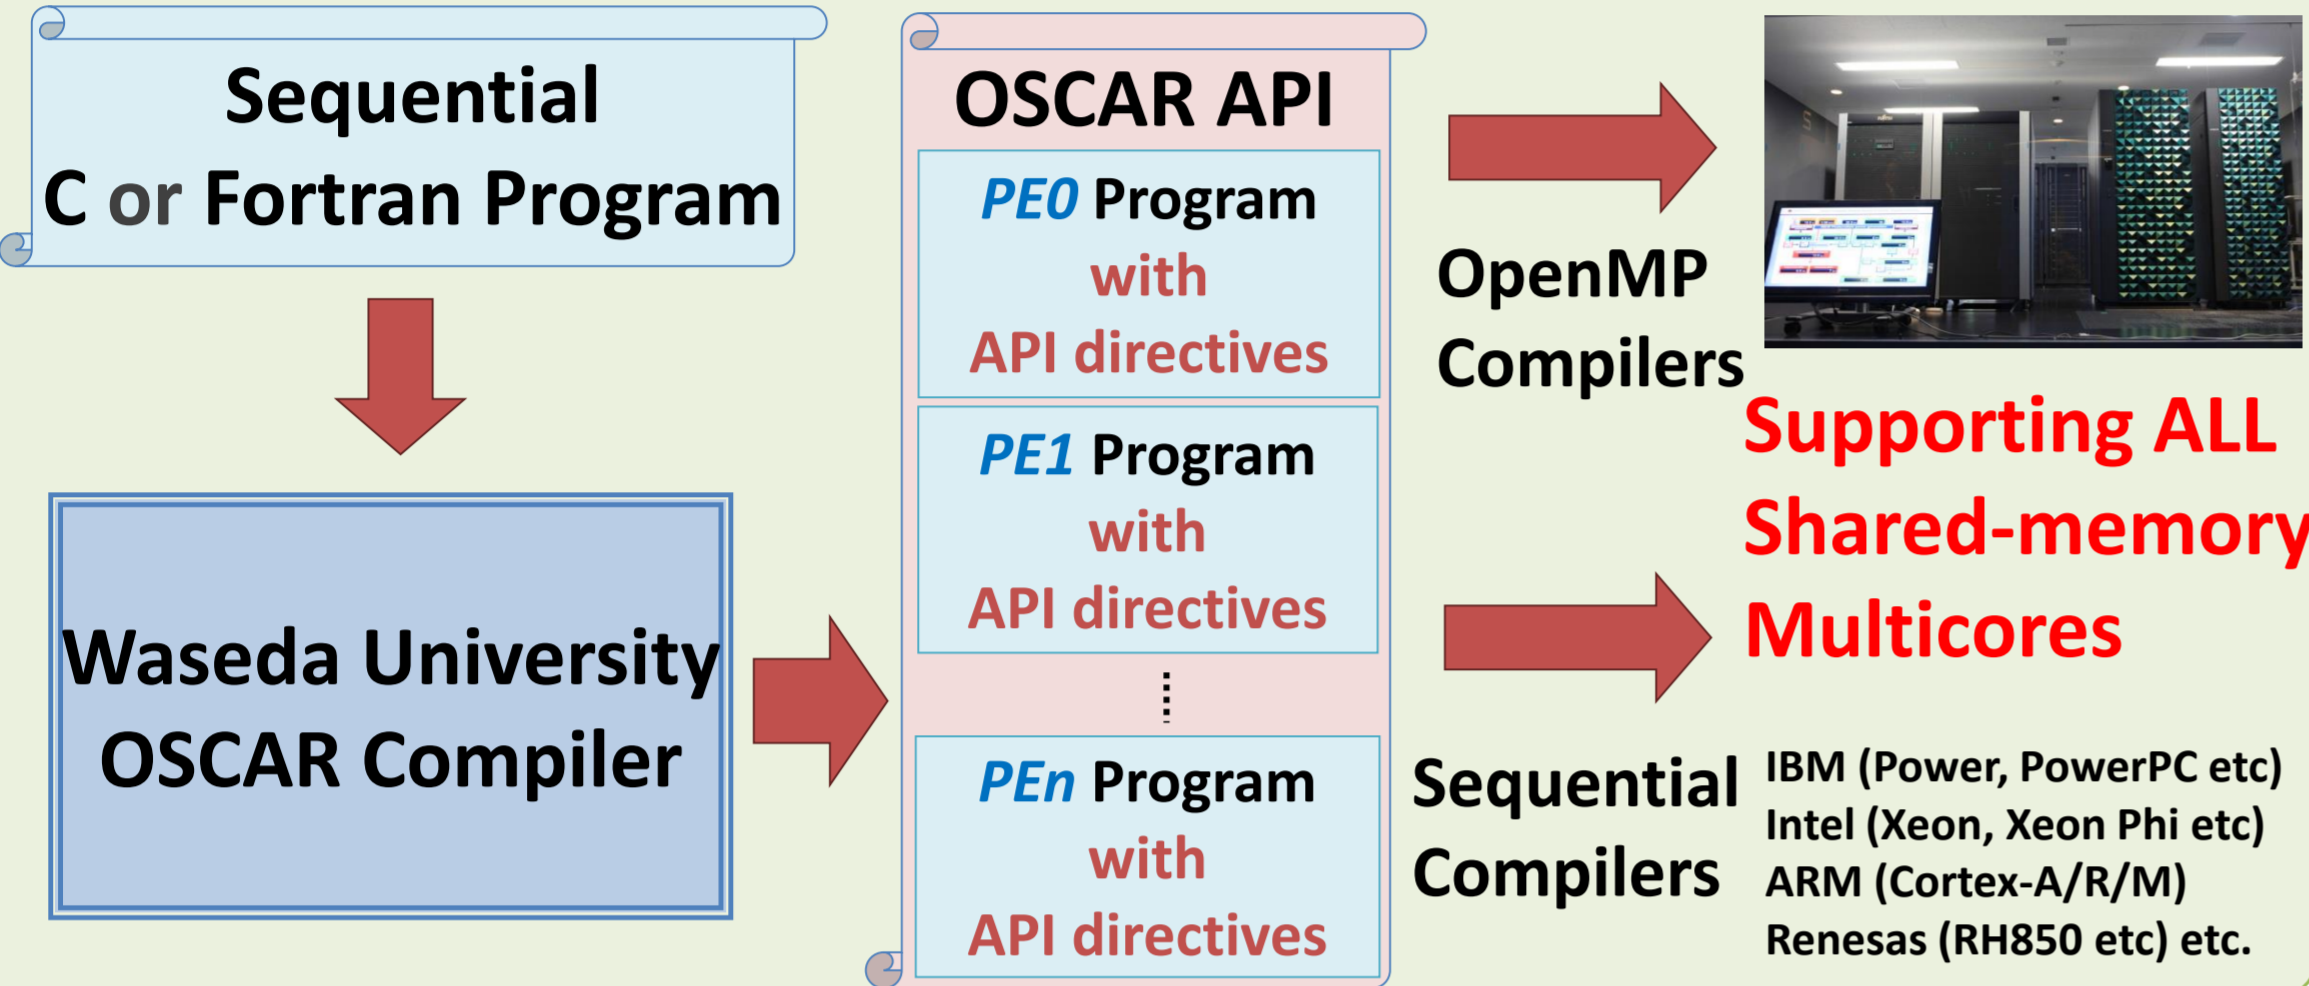 Sequential
C or Fortran Program
Waseda University
OSCAR Compiler
OSCAR API
PE0 Program
with
API directives
PE1 Program
with
API directives
PEn Program
with
API directives
OpenMP
Compilers
Sequential
Compilers
Supporting ALL
Shared-memory
Multicores
IBM (Power, PowerPC etc)
Intel (Xeon, Xeon Phi etc)
ARM (Cortex-A/R/M)
Renesas (RH850 etc) etc.